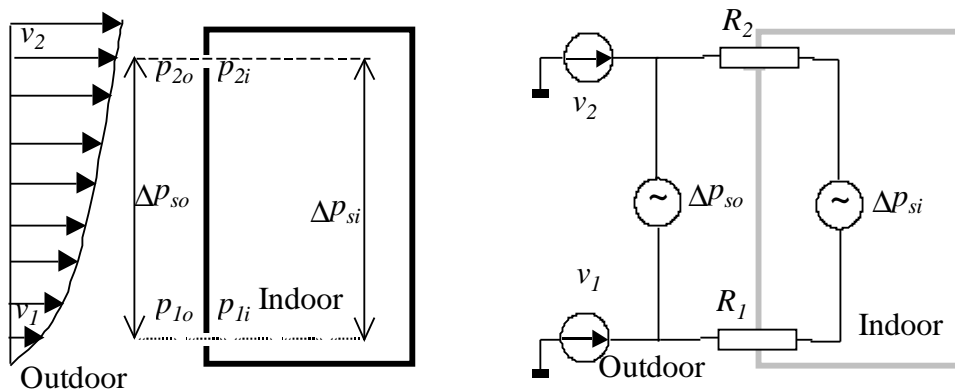 v2
p2o p2i
Δpso
Δpsi
v1
p1o p1i
Indoor
Outdoor
R2
v2
~ Δpso
~ Δpsi
v1
R1
Outdoor
Indoor